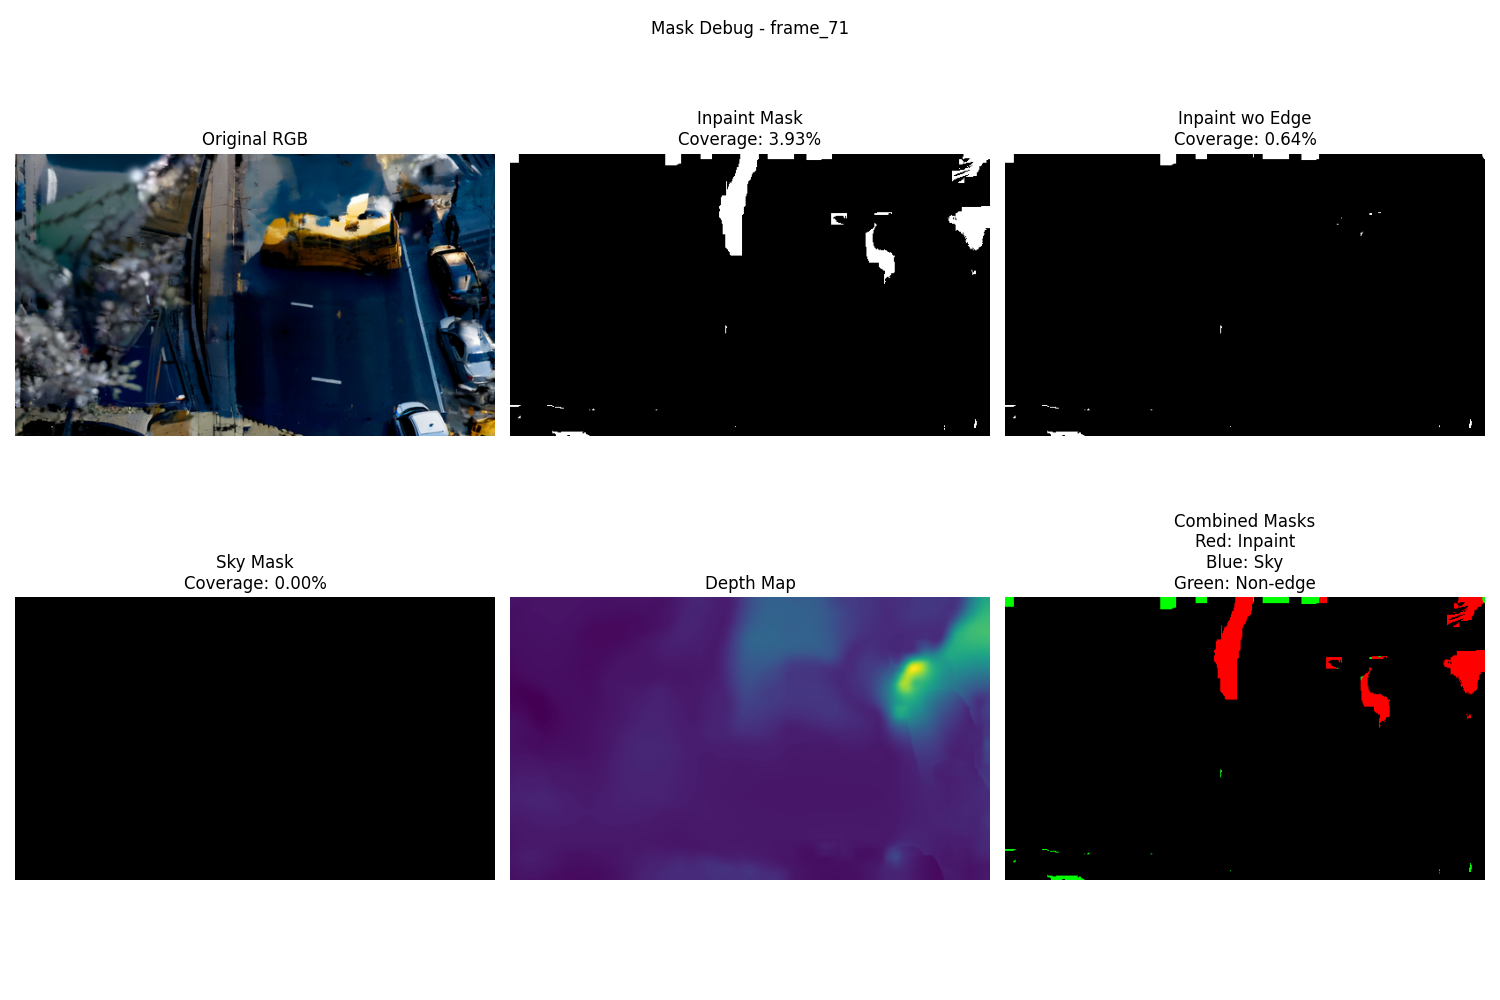 Mask Debug - frame_71
Original RGB
Inpaint Mask
Coverage: 3.93%
Inpaint wo Edge
Coverage: 0.64%
Sky Mask
Coverage: 0.00%
Depth Map
Combined Masks
Red: Inpaint
Blue: Sky
Green: Non-edge